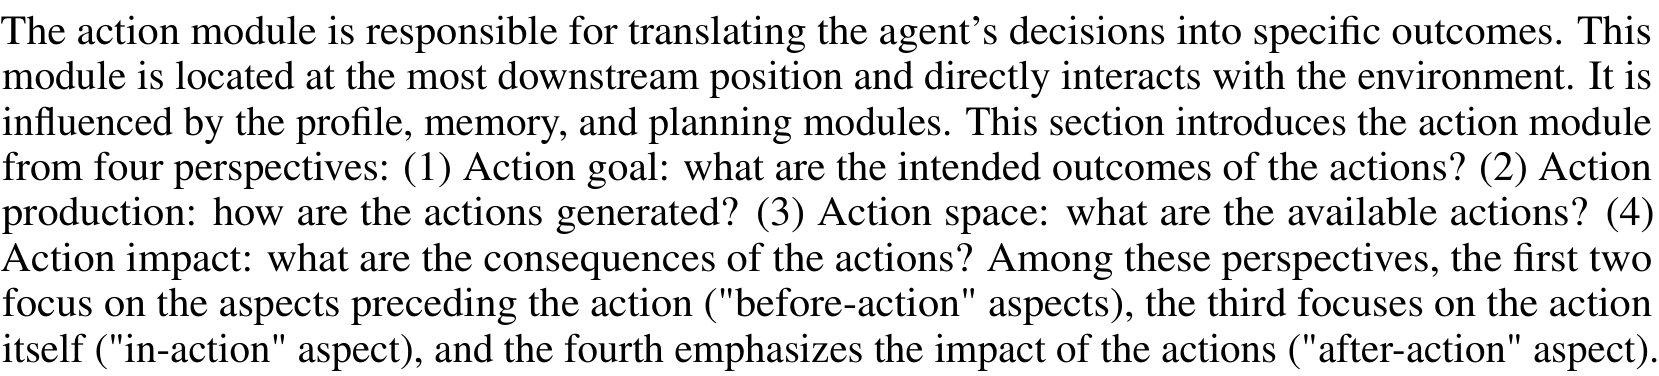 The action module is responsible for translating the agent's decisions into specific outcomes. This
module is located at the most downstream position and directly interacts with the environment. It is
influenced by the profile, memory, and planning modules. This section introduces the action module
from four perspectives: (1) Action goal: what are the intended outcomes of the actions? (2) Action
production: how are the actions generated? (3) Action space: what are the available actions? (4)
Action impact: what are the consequences of the actions? Among these perspectives, the first two
focus on the aspects preceding the action ("before-action" aspects), the third focuses on the action
itself ("in-action" aspect), and the fourth emphasizes the impact of the actions ("after-action" aspect).